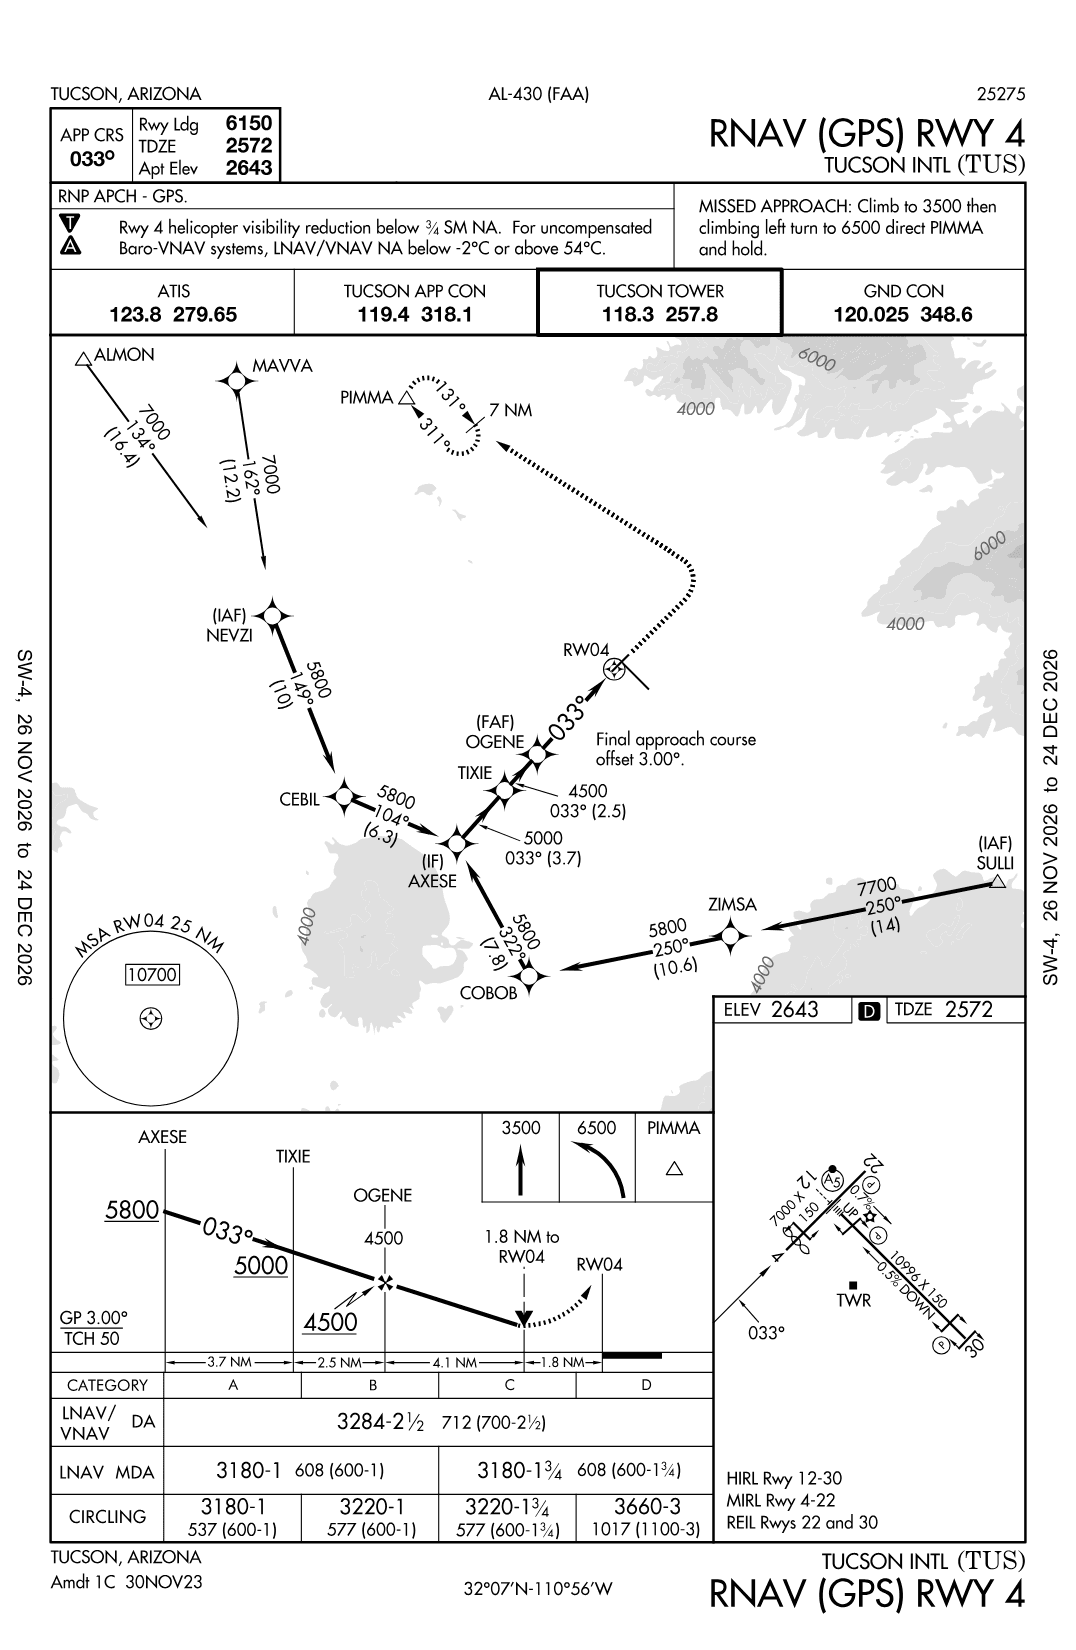 TUCSON, ARIZONA
AL-430 (FAA)
25275
APP CRS
033°
Rwy Ldg 6150
TDZE 2572
Apt Elev 2643
RNAV (GPS) RWY 4
TUCSON INTL (TUS)
RNP APCH - GPS.
T
A
Rwy 4 helicopter visibility reduction below ¾ SM NA. For uncompensated
Baro-VNAV systems, LNAV/VNAV NA below -2°C or above 54°C.
MISSED APPROACH: Climb to 3500 then
climbing left turn to 6500 direct PIMMA
and hold.
ATIS
123.8 279.65
TUCSON APP CON
119.4 318.1
TUCSON TOWER
118.3 257.8
GND CON
120.025 348.6
ALMON
MAVVA
7000
134°
(16.4)
7000
162°
(12.2)
PIMMA
131°
311°
7 NM
6000
4000
6000
4000
(IAF)
NEVZI
5800
149°
(10)
RW04
033°
(FAF)
OGENE
Final approach course
offset 3.00°.
TIXIE
4500
033° (2.5)
CEBIL
5800
104°
(6.3)
5000
033° (3.7)
(IF)
AXESE
(IAF)
SULLI
7700
250°
(14)
ZIMSA
5800
250°
(10.6)
5800
322°
(7.8)
COBOB
4000
4000
MSA RW04 25 NM
10700
SW-4, 26 NOV 2026 to 24 DEC 2026
SW-4, 26 NOV 2026 to 24 DEC 2026
ELEV 2643
D
TDZE 2572
22
A5
P
0.7%
UP
12
7000 X 150
4
P
10996 X 150
0.5% DOWN
TWR
033°
P
30
HIRL Rwy 12-30
MIRL Rwy 4-22
REIL Rwys 22 and 30
3500
6500
PIMMA
AXESE
TIXIE
OGENE
4500
1.8 NM to
RW04
RW04
5800
033°
5000
4500
GP 3.00°
TCH 50
3.7 NM
2.5 NM
4.1 NM
1.8 NM
CATEGORY A B C D
LNAV/
VNAV DA
3284-2½ 712 (700-2½)
LNAV MDA 3180-1 608 (600-1) 3180-1¾ 608 (600-1¾)
CIRCLING
3180-1
537 (600-1)
3220-1
577 (600-1)
3220-1¾
577 (600-1¾)
3660-3
1017 (1100-3)
TUCSON, ARIZONA
Amdt 1C 30NOV23
32°07'N-110°56'W
TUCSON INTL (TUS)
RNAV (GPS) RWY 4